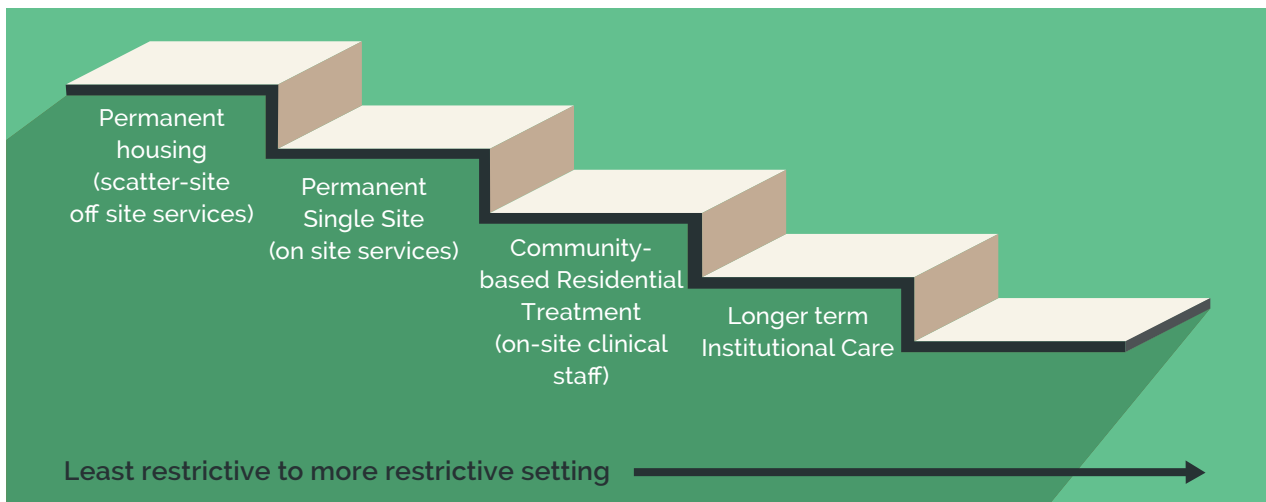 Permanent
housing
(scatter-site
off site services)
Permanent
Single Site
(on site services)
Community-
based Residential
Treatment
(on-site clinical
staff)
Longer term
Institutional Care
Least restrictive to more restrictive setting